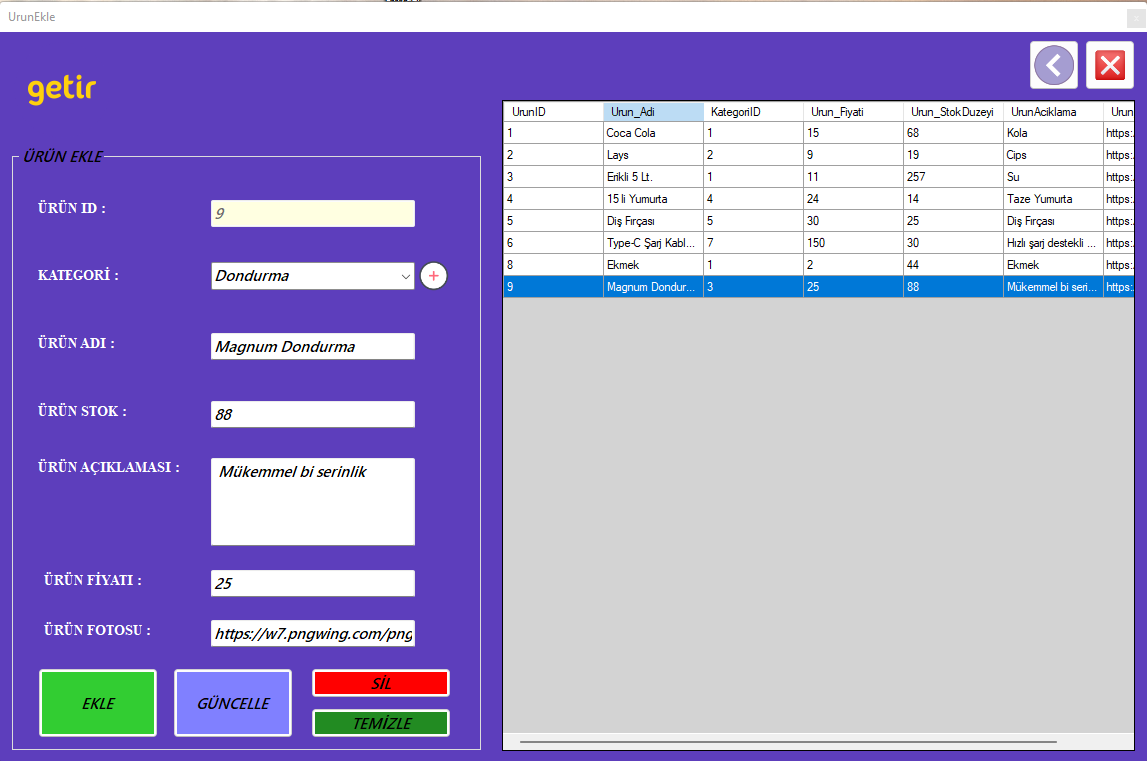 UrunEkle
getir
ÜRÜN EKLE
ÜRÜN ID :
9
KATEGORİ :
Dondurma
+
ÜRÜN ADI :
Magnum Dondurma
ÜRÜN STOK :
88
ÜRÜN AÇIKLAMASI :
Mükemmel bi serinlik
ÜRÜN FİYATI :
25
ÜRÜN FOTOSU :
https://w7.pngwing.com/png
EKLE
GÜNCELLE
SİL
TEMİZLE
UrunID Urun_Adi KategoriID Urun_Fiyati Urun_StokDuzeyi UrunAciklama Urun
1 Coca Cola 1 15 68 Kola https:
2 Lays 2 9 19 Cips https:
3 Erikli 5 Lt. 1 11 257 Su https:
4 15 li Yumurta 4 24 14 Taze Yumurta https:
5 Diş Fırçası 5 30 25 Diş Fırçası https:
6 Type-C Şarj Kabl... 7 150 30 Hızlı şarj destekli ... https:
8 Ekmek 1 2 44 Ekmek https:
9 Magnum Dondur... 3 25 88 Mükemmel bi seri... https: